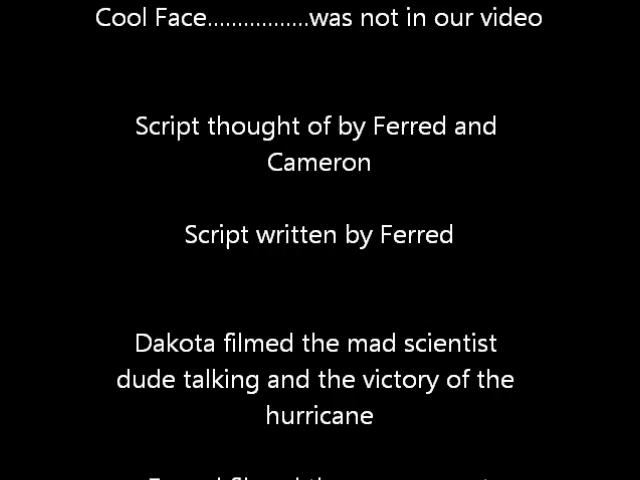 Cool Face.................was not in our video
Script thought of by Ferred and
Cameron
Script written by Ferred
Dakota filmed the mad scientist
dude talking and the victory of the
hurricane